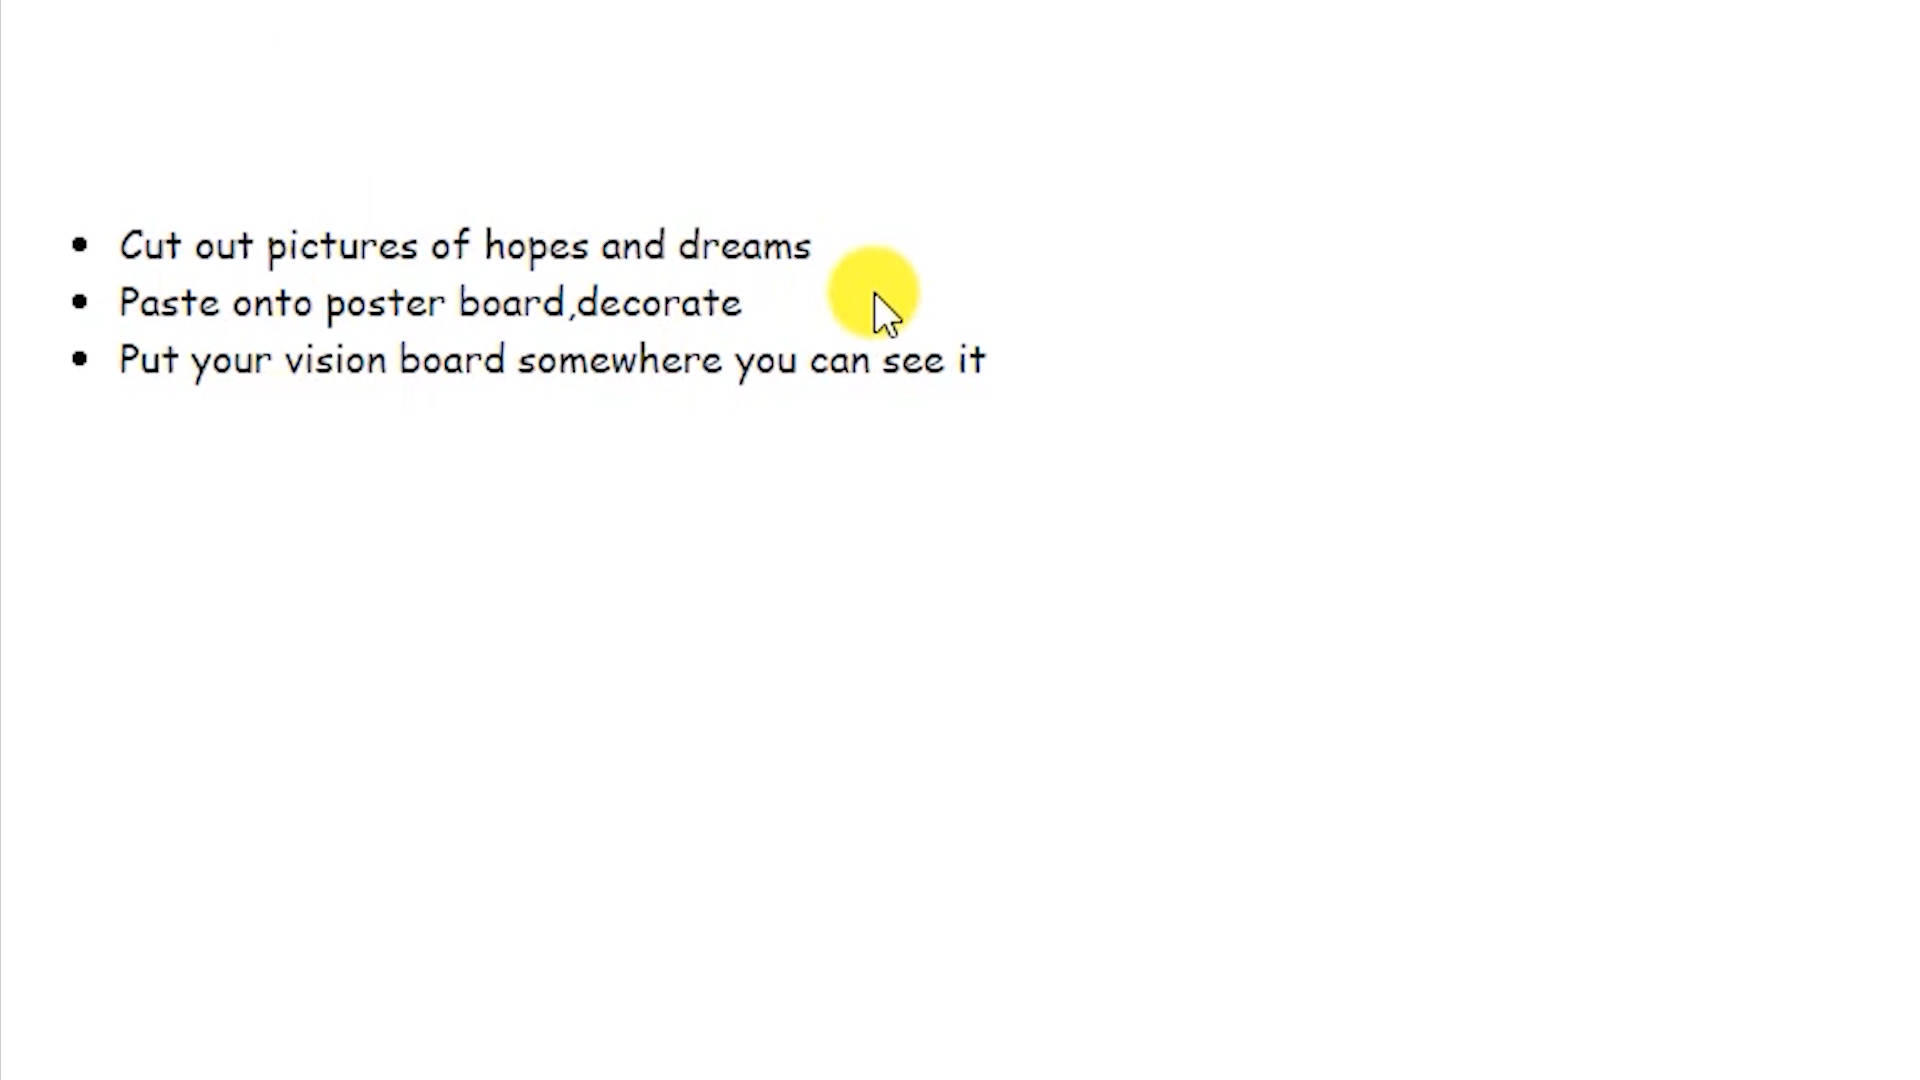 • Cut out pictures of hopes and dreams
• Paste onto poster board,decorate
• Put your vision board somewhere you can see it